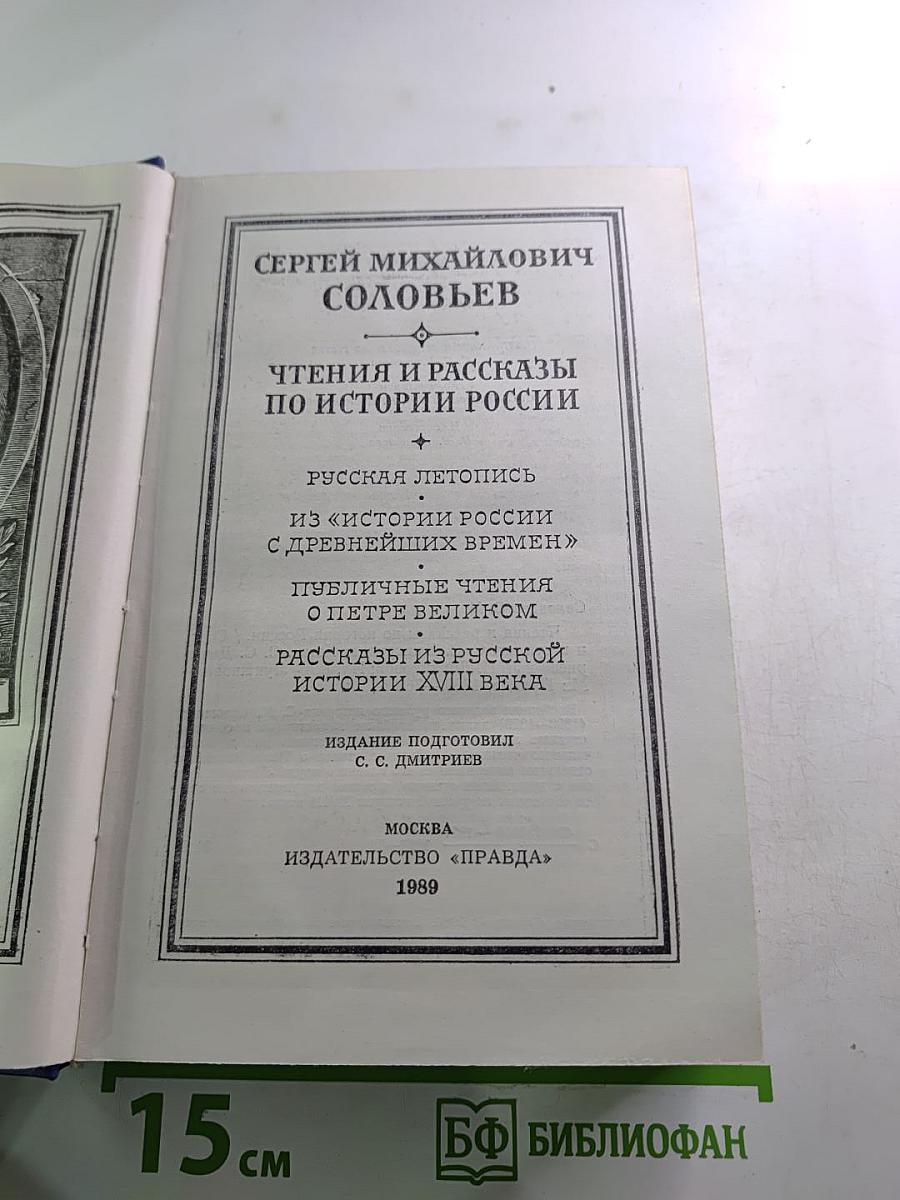 СЕРГЕЙ МИХАЙЛОВИЧ
СОЛОВЬЕВ
ЧТЕНИЯ И РАССКАЗЫ
ПО ИСТОРИИ РОССИИ
РУССКАЯ ЛЕТОПИСЬ
ИЗ «ИСТОРИИ РОССИИ
С ДРЕВНЕЙШИХ ВРЕМЕН»
ПУБЛИЧНЫЕ ЧТЕНИЯ
О ПЕТРЕ ВЕЛИКОМ
РАССКАЗЫ ИЗ РУССКОЙ
ИСТОРИИ XVIII ВЕКА
ИЗДАНИЕ ПОДГОТОВИЛ
С. С. ДМИТРИЕВ
МОСКВА
ИЗДАТЕЛЬСТВО «ПРАВДА»
1989
15 см
БФ БИБЛИОФАН